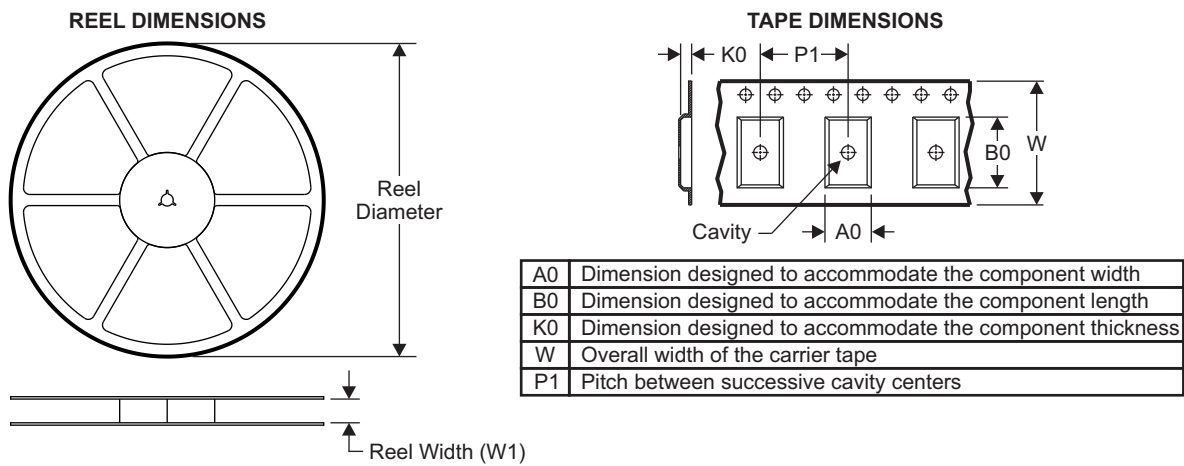 REEL DIMENSIONS
Reel
Diameter
Reel Width (W1)
TAPE DIMENSIONS
K0
P1
B0
W
Cavity
A0
A0 Dimension designed to accommodate the component width
B0 Dimension designed to accommodate the component length
K0 Dimension designed to accommodate the component thickness
W Overall width of the carrier tape
P1 Pitch between successive cavity centers